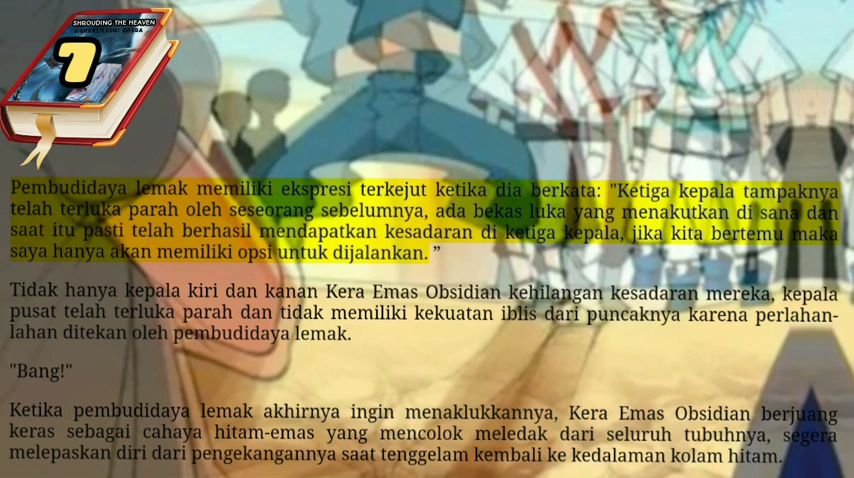 SHROUDING THE HEAVEN
7
Pembudidaya lemak memiliki ekspresi terkejut ketika dia berkata: "Ketiga kepala tampaknya
telah terluka parah oleh seseorang sebelumnya, ada bekas luka yang menakutkan di sana dan
saat itu pasti telah berhasil mendapatkan kesadaran di ketiga kepala, jika kita bertemu maka
saya hanya akan memiliki opsi untuk dijalankan. ”
Tidak hanya kepala kiri dan kanan Kera Emas Obsidian kehilangan kesadaran mereka, kepala
pusat telah terluka parah dan tidak memiliki kekuatan iblis dari puncaknya karena perlahan-
lahan ditekan oleh pembudidaya lemak.
"Bang!"
Ketika pembudidaya lemak akhirnya ingin menaklukkannya, Kera Emas Obsidian berjuang
keras sebagai cahaya hitam-emas yang mencolok meledak dari seluruh tubuhnya, segera
melepaskan diri dari pengekangannya saat tenggelam kembali ke kedalaman kolam hitam.